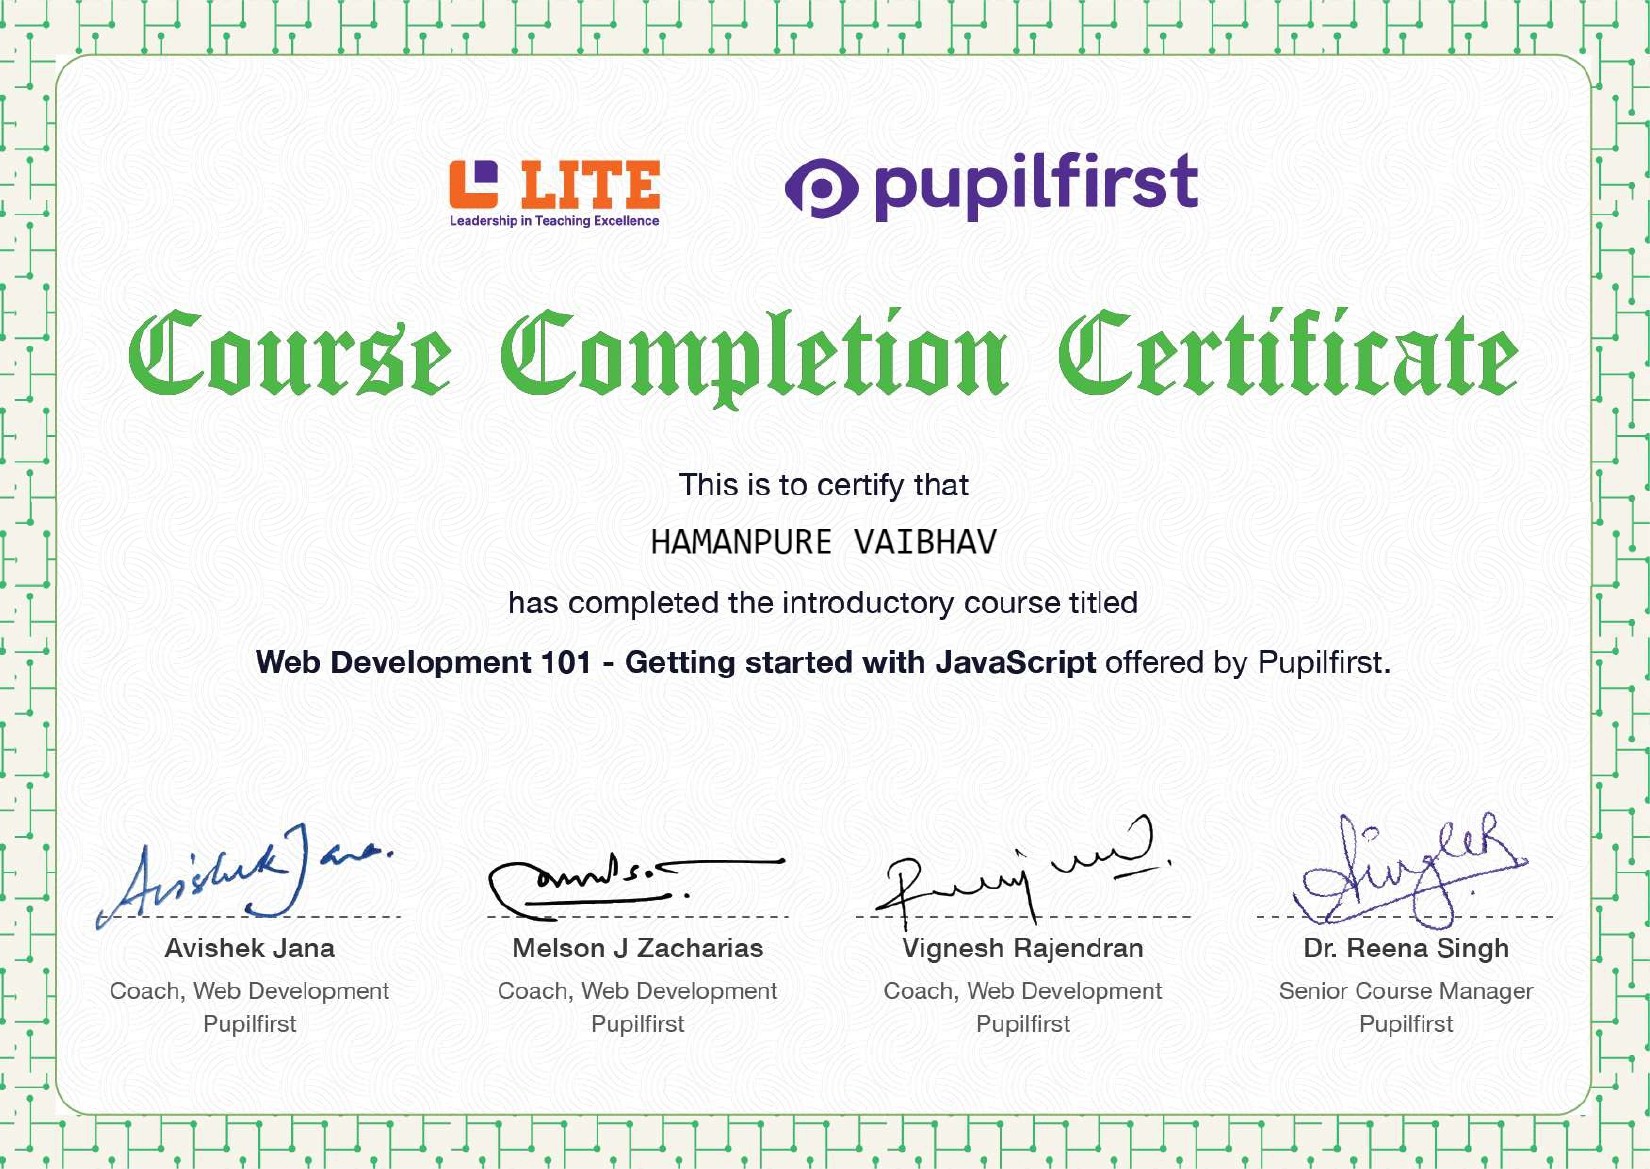 LITE
Leadership in Teaching Excellence
pupilfirst
Course Completion Certificate
This is to certify that
HAMANPURE VAIBHAV
has completed the introductory course titled
Web Development 101 - Getting started with JavaScript offered by Pupilfirst.
Avishek Jana.
Avishek Jana
Coach, Web Development
Pupilfirst
Melson J Zacharias
Coach, Web Development
Pupilfirst
Vignesh Rajendran
Coach, Web Development
Pupilfirst
Dr. Reena Singh
Senior Course Manager
Pupilfirst